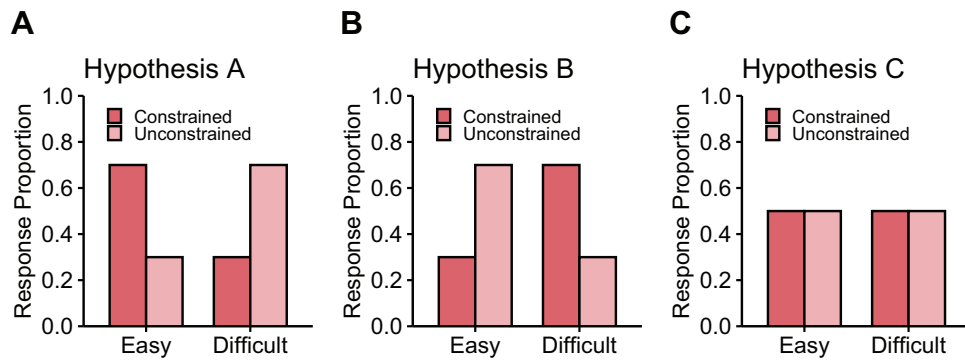 A
Hypothesis A
Response Proportion
1.0
0.8
0.6
0.4
0.2
0.0
Constrained
Unconstrained
Easy
Difficult
B
Hypothesis B
Response Proportion
1.0
0.8
0.6
0.4
0.2
0.0
Constrained
Unconstrained
Easy
Difficult
C
Hypothesis C
Response Proportion
1.0
0.8
0.6
0.4
0.2
0.0
Constrained
Unconstrained
Easy
Difficult